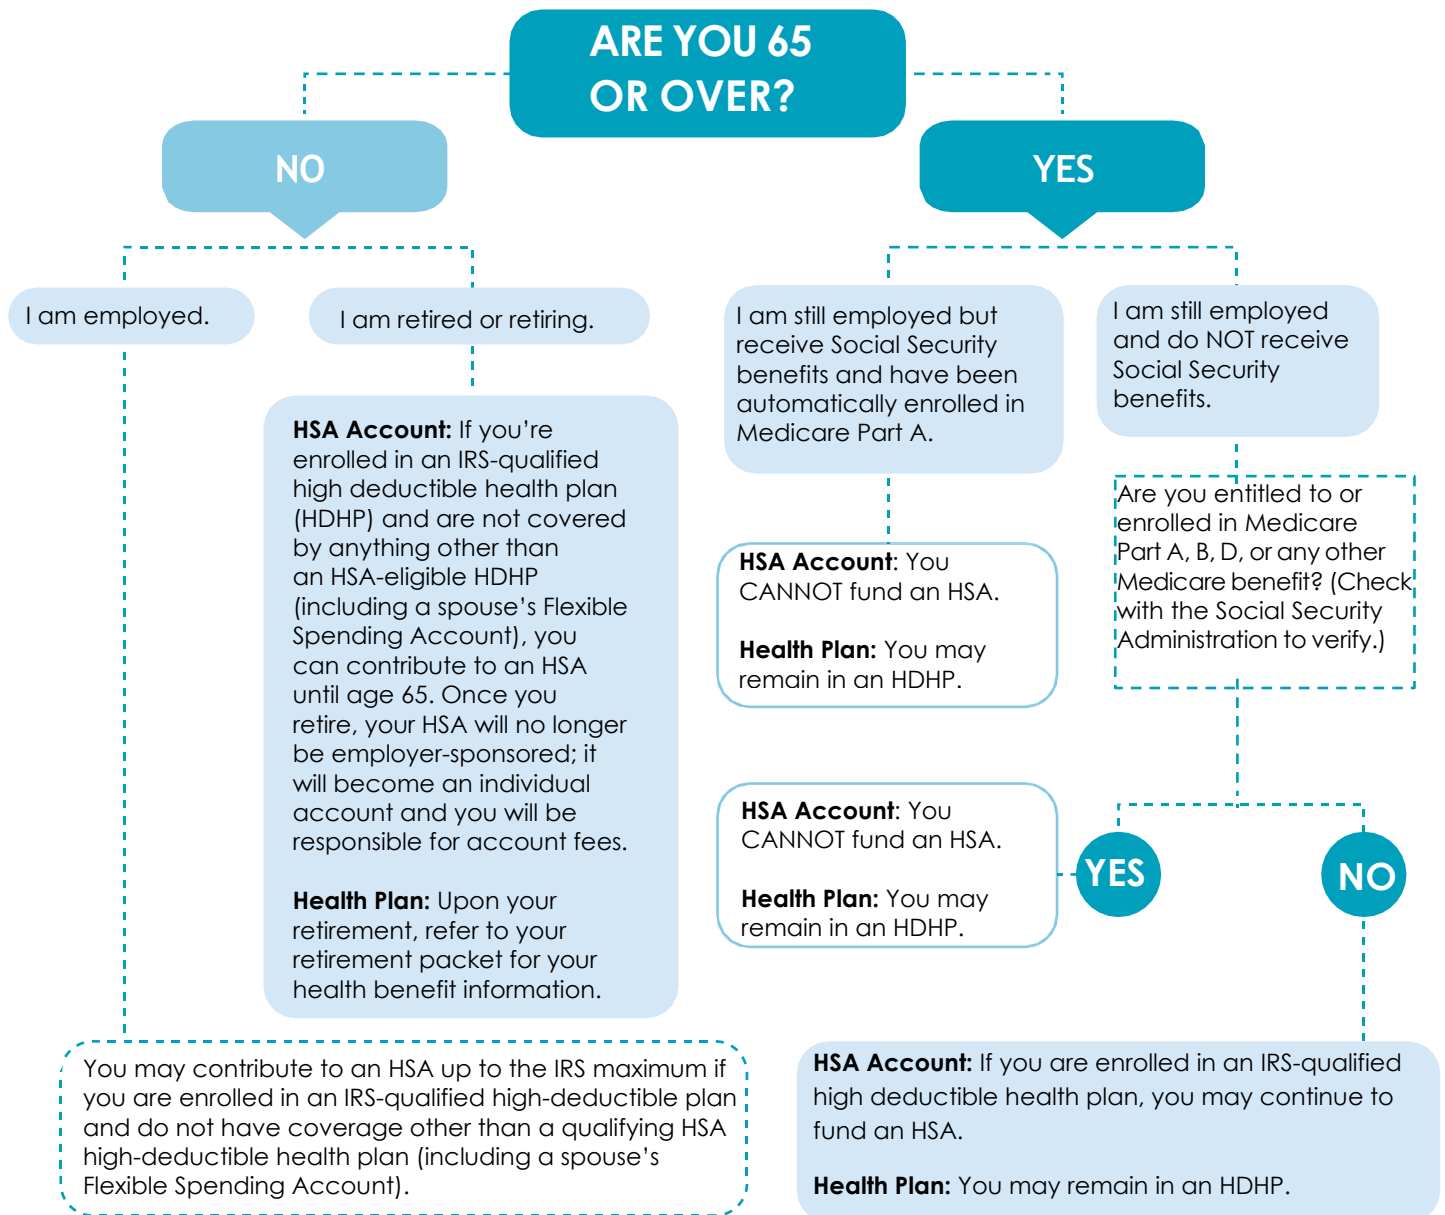 ARE YOU 65
OR OVER?
NO
YES
I am employed.
I am retired or retiring.
HSA Account: If you’re
enrolled in an IRS-qualified
high deductible health plan
(HDHP) and are not covered
by anything other than
an HSA-eligible HDHP
(including a spouse’s Flexible
Spending Account), you
can contribute to an HSA
until age 65. Once you
retire, your HSA will no longer
be employer-sponsored; it
will become an individual
account and you will be
responsible for account fees.
Health Plan: Upon your
retirement, refer to your
retirement packet for your
health benefit information.
You may contribute to an HSA up to the IRS maximum if
you are enrolled in an IRS-qualified high-deductible plan
and do not have coverage other than a qualifying HSA
high-deductible health plan (including a spouse’s
Flexible Spending Account).
I am still employed but
receive Social Security
benefits and have been
automatically enrolled in
Medicare Part A.
HSA Account: You
CANNOT fund an HSA.
Health Plan: You may
remain in an HDHP.
I am still employed
and do NOT receive
Social Security
benefits.
Are you entitled to or
enrolled in Medicare
Part A, B, D, or any other
Medicare benefit? (Check
with the Social Security
Administration to verify.)
YES
HSA Account: You
CANNOT fund an HSA.
Health Plan: You may
remain in an HDHP.
NO
HSA Account: If you are enrolled in an IRS-qualified
high deductible health plan, you may continue to
fund an HSA.
Health Plan: You may remain in an HDHP.